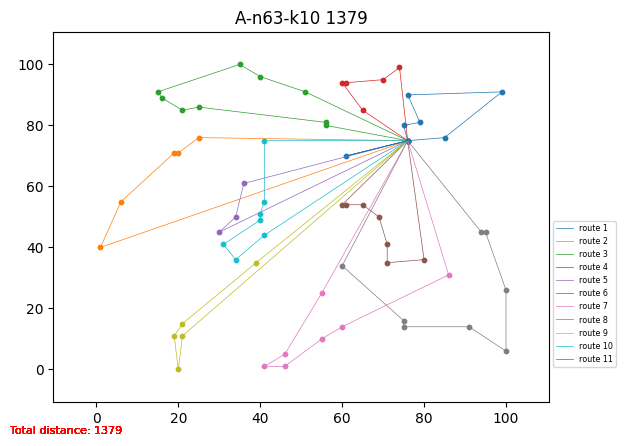 A-n63-k10 1379
100
80
60
40
20
0
0 20 40 60 80 100
route 1
route 2
route 3
route 4
route 5
route 6
route 7
route 8
route 9
route 10
route 11
Total distance: 1379